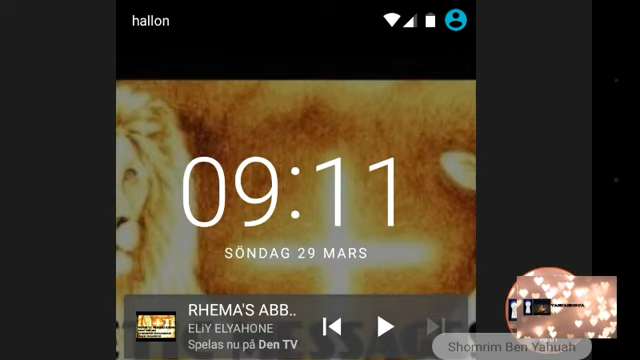 hallon
09:11
SÖNDAG 29 MARS
RHEMA'S ABB..
ELiY ELYAHONE
Spelas nu på Den TV
Shomrim Ben Yahuah